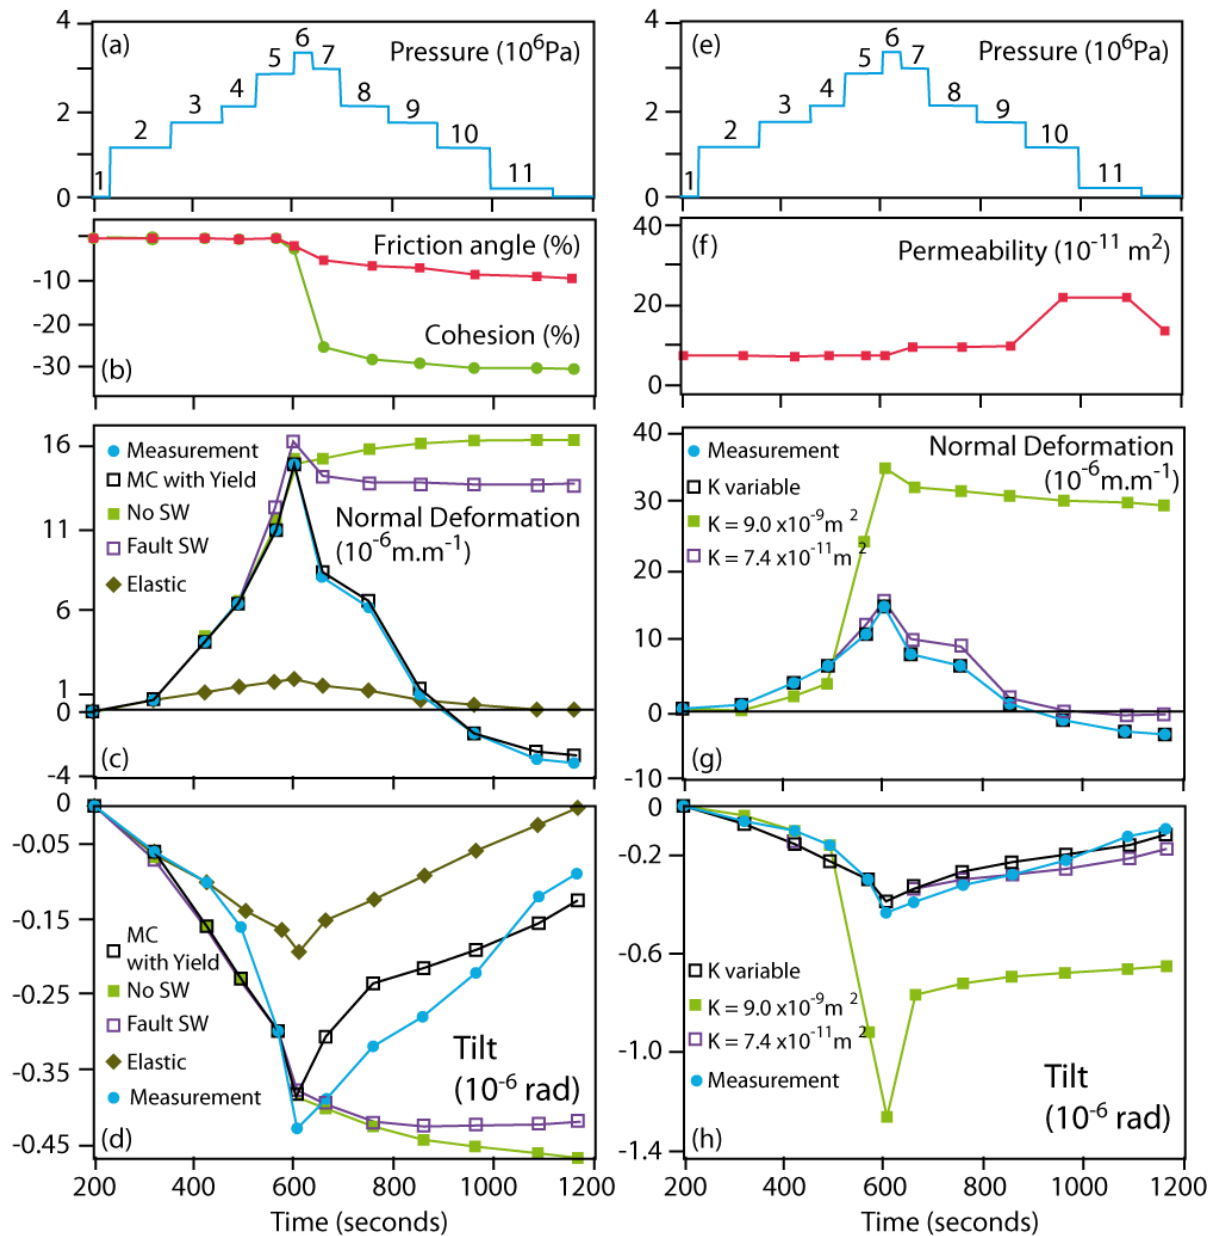 4
(a)
Pressure (10⁶Pa)
2
0
1
2
3
4
5
6
7
8
9
10
11
Friction angle (%)
Cohesion (%)
-10
-20
-30
(b)
16
11
6
1
0
-4
Measurement
MC with Yield
No SW
Fault SW
Elastic
Normal Deformation
(10⁻⁶m.m⁻¹)
(c)
0
-0.05
-0.15
-0.25
-0.35
-0.45
MC
with Yield
No SW
Fault SW
Elastic
Measurement
Tilt
(10⁻⁶ rad)
(d)
200 400 600 800 1000 1200
Time (seconds)
4
(e)
Pressure (10⁶Pa)
2
0
1
2
3
4
5
6
7
8
9
10
11
40
(f)
Permeability (10⁻¹¹ m²)
20
0
40
30
20
10
0
-10
Measurement
K variable
K = 9.0 x10⁻⁹m ²
K = 7.4 x10⁻¹¹m ²
Normal Deformation
(10⁻⁶m.m⁻¹)
(g)
0
-0.2
-0.6
-1.0
-1.4
K variable
K = 9.0 x10⁻⁹m ²
K = 7.4 x10⁻¹¹m ²
Measurement
Tilt
(10⁻⁶ rad)
(h)
200 400 600 800 1000 1200
Time (seconds)